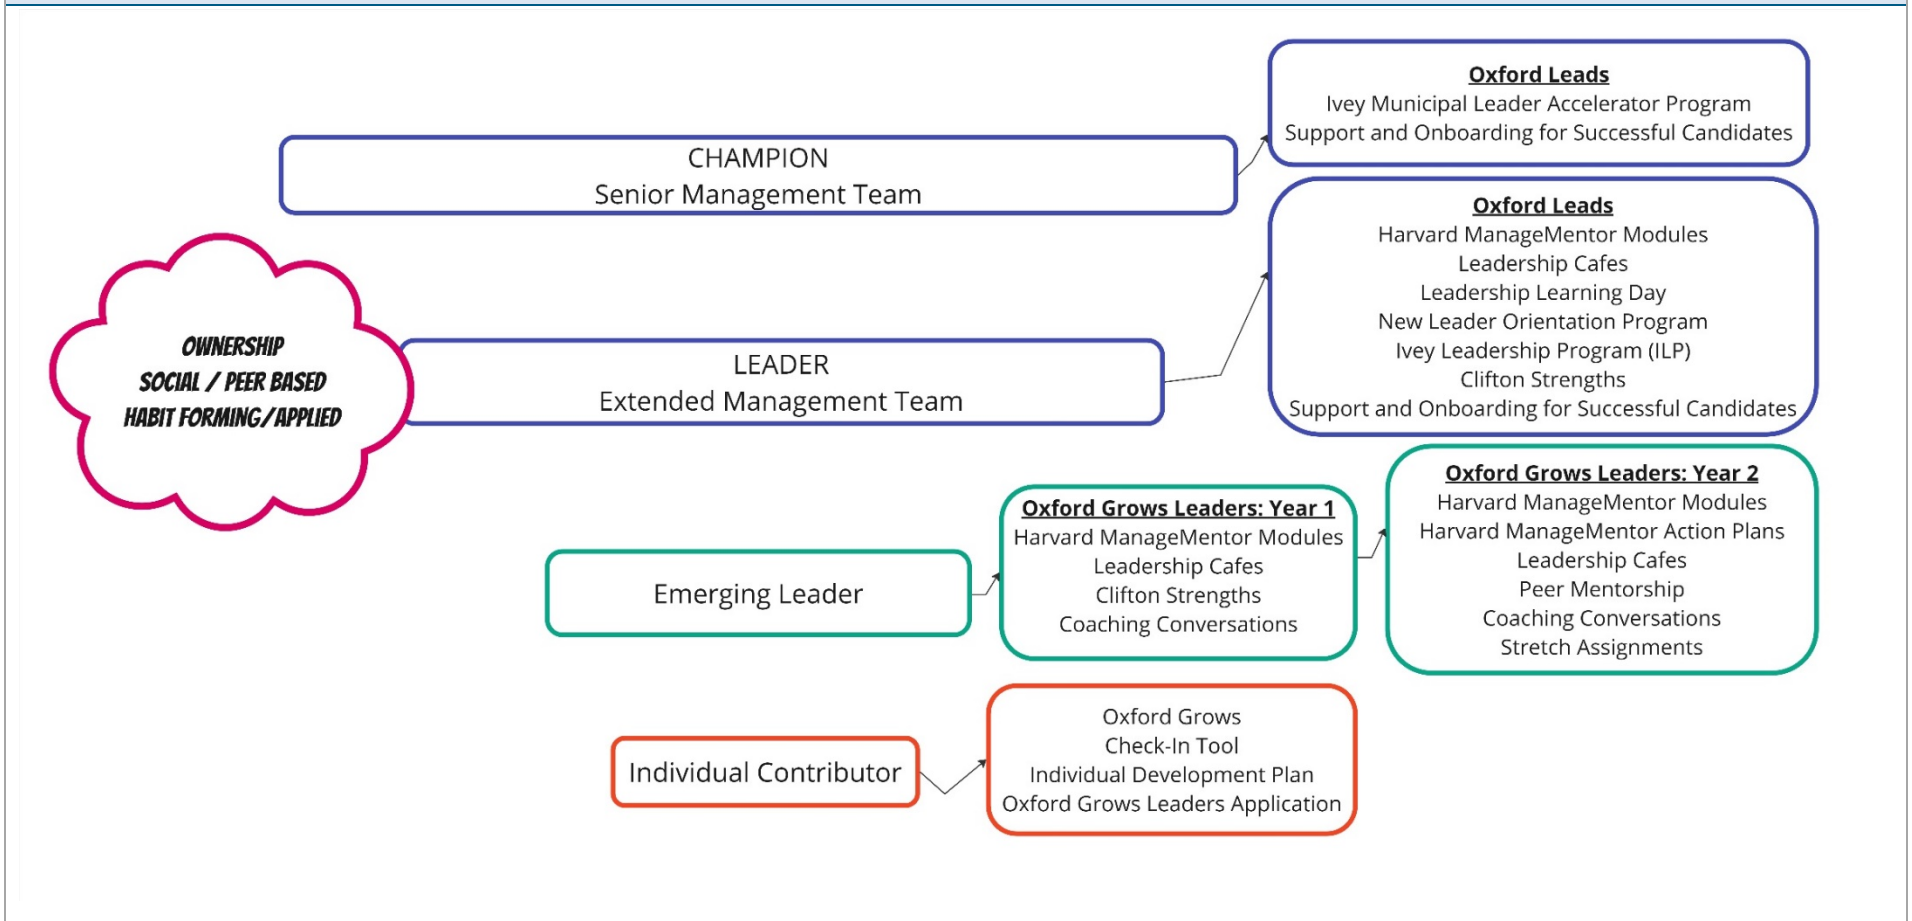 Oxford Leads
Ivey Municipal Leader Accelerator Program
Support and Onboarding for Successful Candidates
CHAMPION
Senior Management Team
Oxford Leads
Harvard ManageMentor Modules
Leadership Cafes
Leadership Learning Day
New Leader Orientation Program
Ivey Leadership Program (ILP)
Clifton Strengths
Support and Onboarding for Successful Candidates
OWNERSHIP
SOCIAL / PEER BASED
HABIT FORMING/APPLIED
LEADER
Extended Management Team
Emerging Leader
Oxford Grows Leaders: Year 1
Harvard ManageMentor Modules
Leadership Cafes
Clifton Strengths
Coaching Conversations
Oxford Grows Leaders: Year 2
Harvard ManageMentor Modules
Harvard ManageMentor Action Plans
Leadership Cafes
Peer Mentorship
Coaching Conversations
Stretch Assignments
Individual Contributor
Oxford Grows
Check-In Tool
Individual Development Plan
Oxford Grows Leaders Application